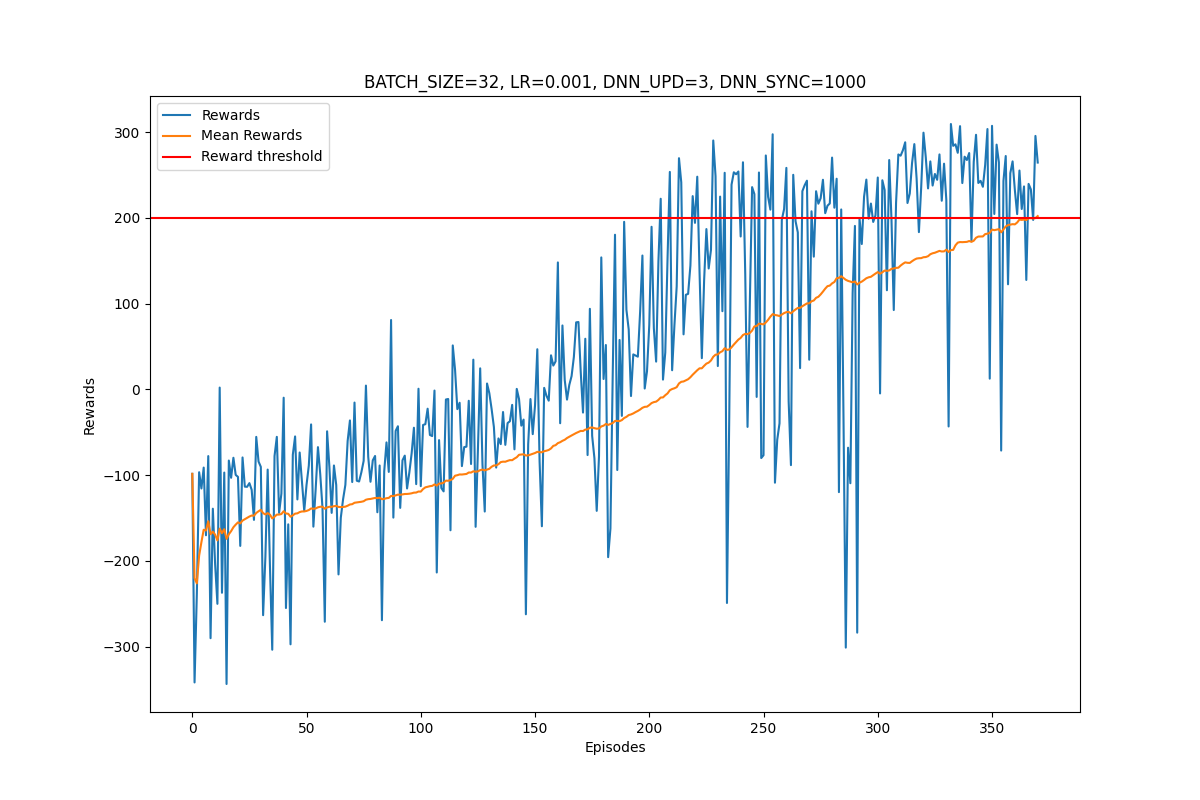 BATCH_SIZE=32, LR=0.001, DNN_UPD=3, DNN_SYNC=1000
Rewards
Mean Rewards
Reward threshold
300
200
100
0
−100
−200
−300
Rewards
0
50
100
150
200
250
300
350
Episodes